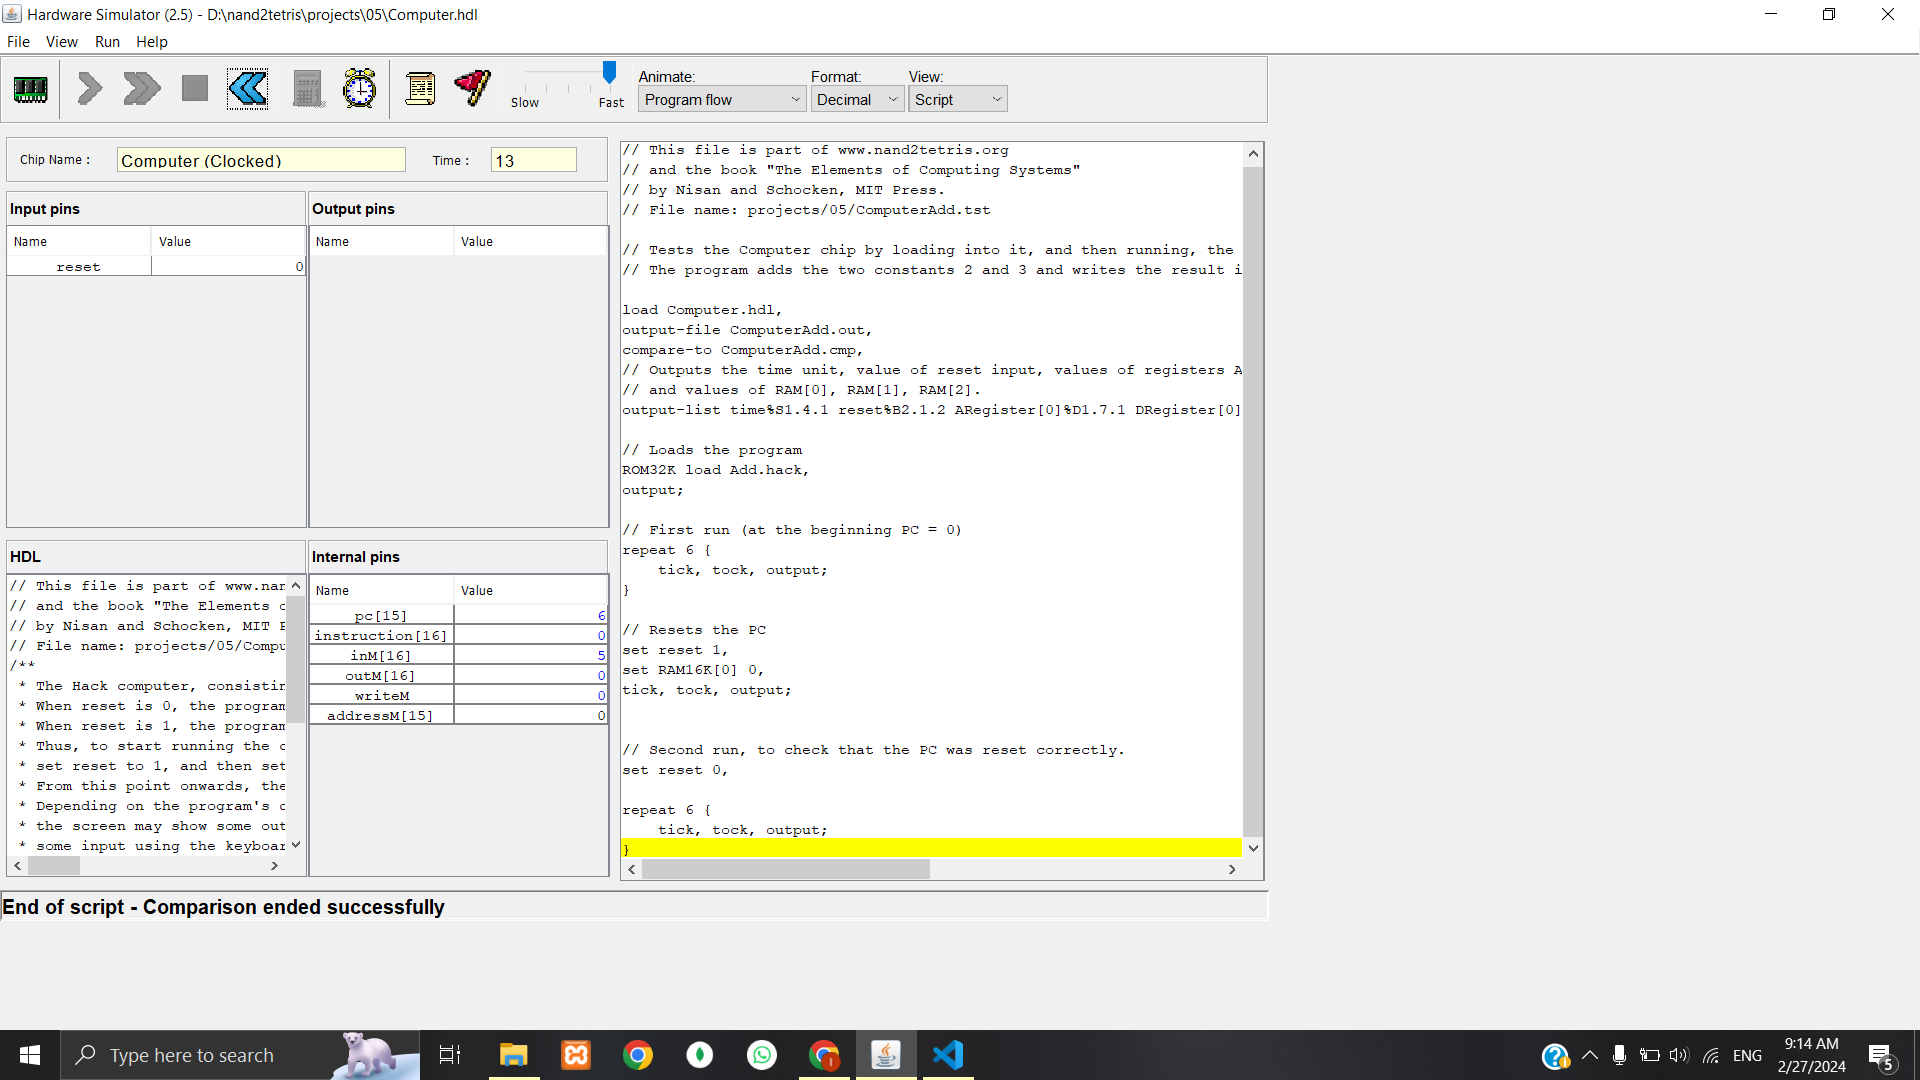 Hardware Simulator (2.5) - D:\nand2tetris\projects\05\Computer.hdl
File View Run Help
Slow Fast
Animate: Format: View:
Program flow Decimal Script
Chip Name : Computer (Clocked) Time : 13
Input pins
Name Value
reset 0
Output pins
Name Value
HDL
// This file is part of www.nan
// and the book "The Elements o
// by Nisan and Schocken, MIT P
// File name: projects/05/Compu
/**
* The Hack computer, consistin
* When reset is 0, the program
* When reset is 1, the program
* Thus, to start running the c
* set reset to 1, and then set
* From this point onwards, the
* Depending on the program's c
* the screen may show some out
* some input using the keyboar
Internal pins
Name Value
pc[15] 6
instruction[16] 0
inM[16] 5
outM[16] 0
writeM 0
addressM[15] 0
// This file is part of www.nand2tetris.org
// and the book "The Elements of Computing Systems"
// by Nisan and Schocken, MIT Press.
// File name: projects/05/ComputerAdd.tst
// Tests the Computer chip by loading into it, and then running, the
// The program adds the two constants 2 and 3 and writes the result i
load Computer.hdl,
output-file ComputerAdd.out,
compare-to ComputerAdd.cmp,
// Outputs the time unit, value of reset input, values of registers A
// and values of RAM[0], RAM[1], RAM[2].
output-list time%S1.4.1 reset%B2.1.2 ARegister[0]%D1.7.1 DRegister[0]
// Loads the program
ROM32K load Add.hack,
output;
// First run (at the beginning PC = 0)
repeat 6 {
tick, tock, output;
}
// Resets the PC
set reset 1,
set RAM16K[0] 0,
tick, tock, output;
// Second run, to check that the PC was reset correctly.
set reset 0,
repeat 6 {
tick, tock, output;
}
End of script - Comparison ended successfully
Type here to search
ENG
9:14 AM
2/27/2024
5